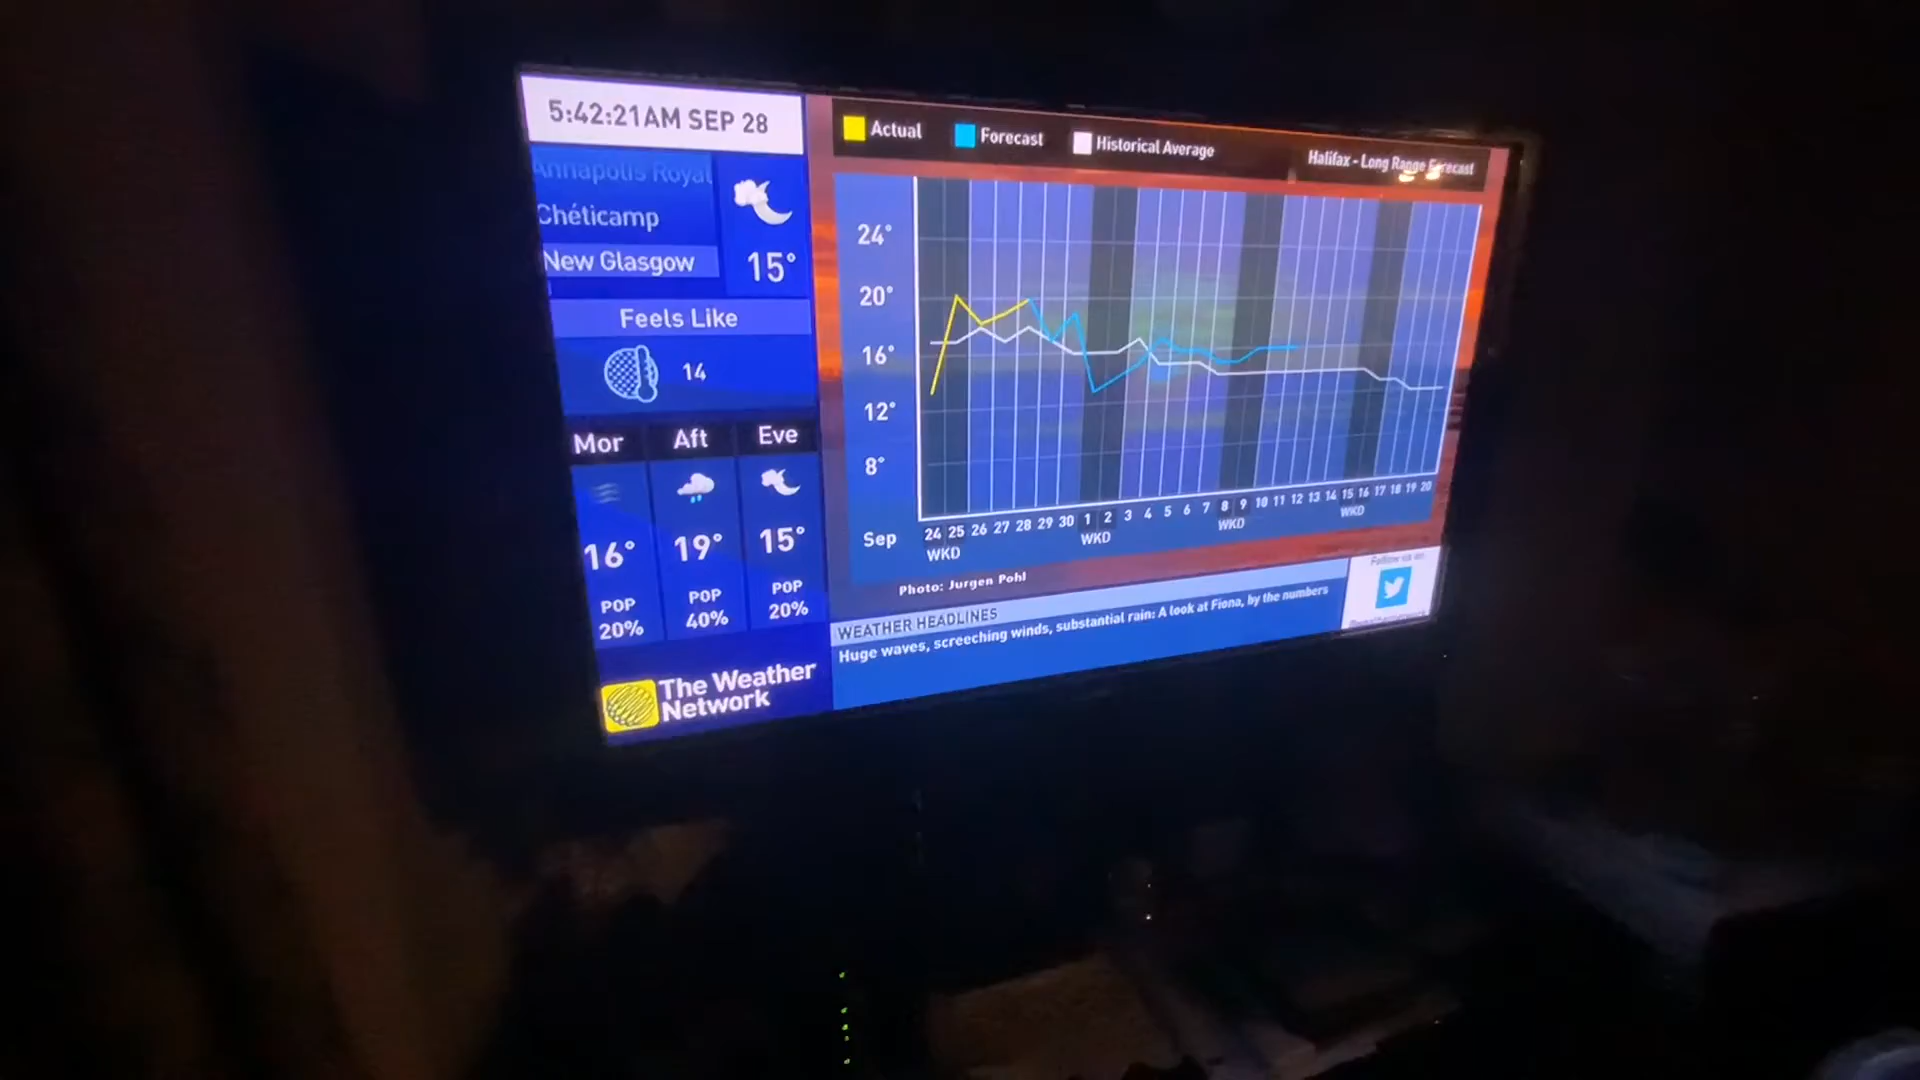 5:42:21AM SEP 28
Annapolis Royal
Chéticamp
New Glasgow
15°
Feels Like
14
Mor Aft Eve
16° 19° 15°
POP POP POP
20% 40% 20%
The Weather
Network
Actual Forecast Historical Average
Halifax - Long Range Forecast
24°
20°
16°
12°
8°
Sep 24 25 26 27 28 29 30 1 2 3 4 5 6 7 8 9 10 11 12 13 14 15 16 17 18 19 20
WKD WKD WKD WKD
Photo: Jurgen Pohl
WEATHER HEADLINES
Huge waves, screeching winds, substantial rain: A look at Fiona, by the numbers
Follow us on